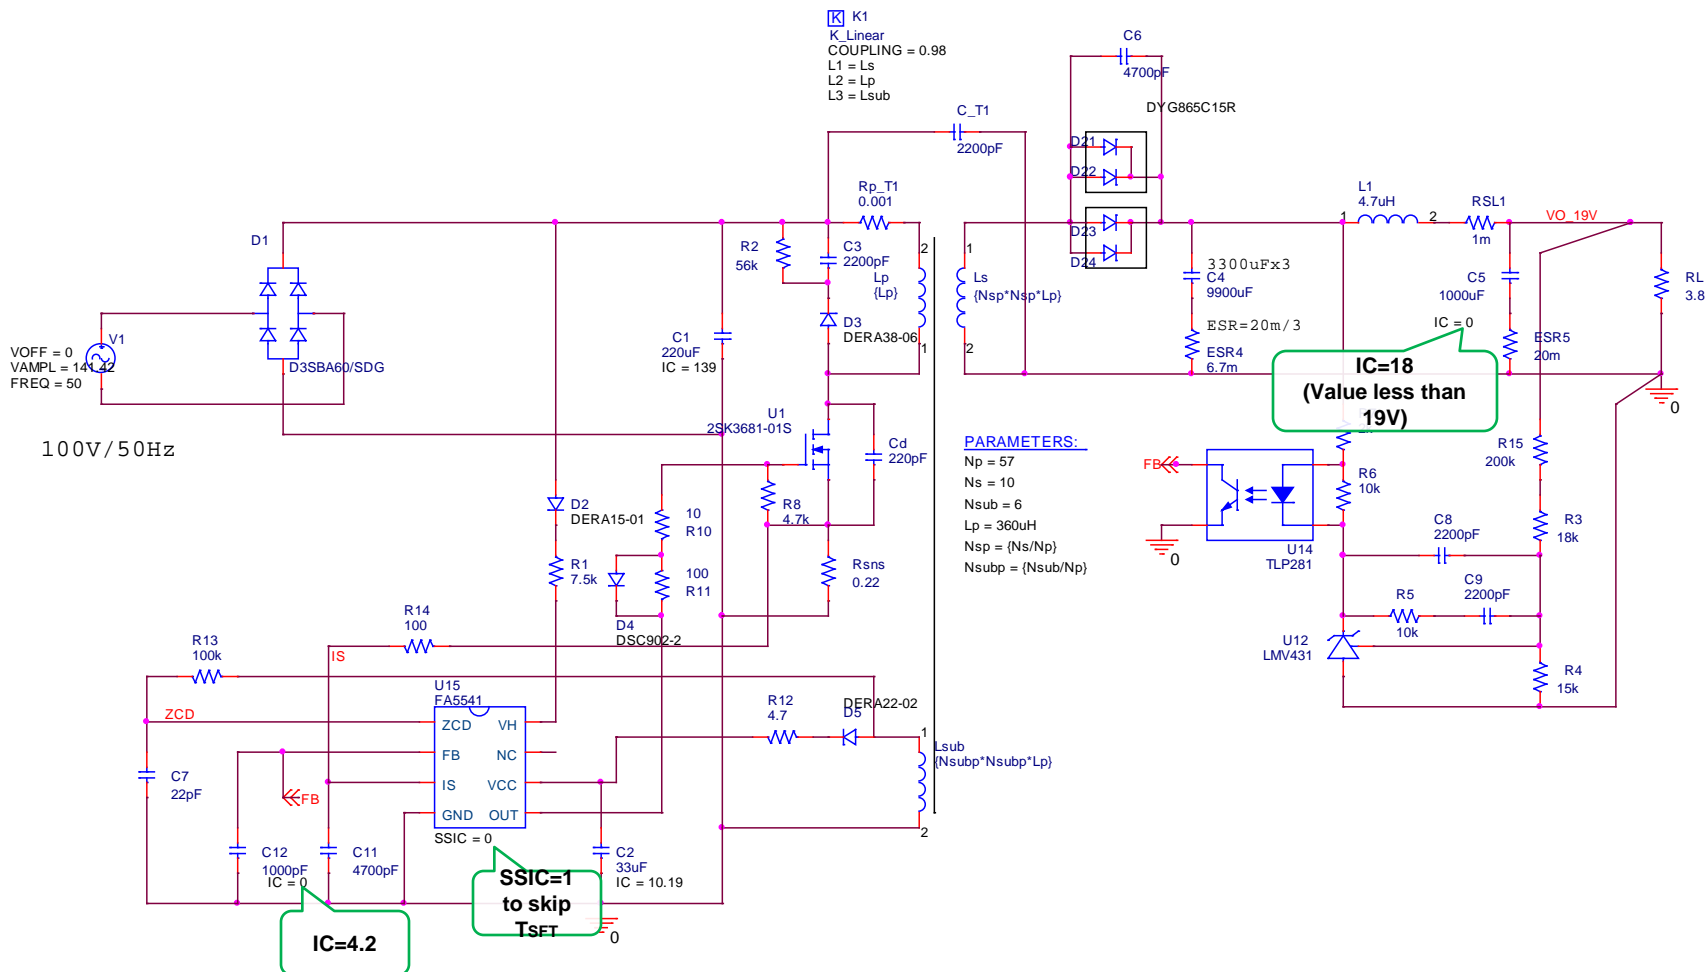 K K1
K_Linear
COUPLING = 0.98
L1 = Ls
L2 = Lp
L3 = Lsub
C6
4700pF
DYG865C15R
C_T1
2200pF
D21
D22
D23
D24
Rp_T1
0.001
L1
4.7uH
1
2
RSL1
1m
VO_19V
D1
R2
56k
C3
2200pF
Lp
{Lp}
2
1
1
Ls
{Nsp*Nsp*Lp}
2
3300uFx3
C4
9900uF
C5
1000uF
IC = 0
RL
3.8
V1
VOFF = 0
VAMPL = 141.42
FREQ = 50
D3SBA60/SDG
C1
220uF
IC = 139
D3
DERA38-06
ESR=20m/3
ESR4
6.7m
ESR5
20m
IC=18
(Value less than
19V)
0
100V/50Hz
U1
2SK3681-01S
Cd
220pF
PARAMETERS:
Np = 57
Ns = 10
Nsub = 6
Lp = 360uH
Nsp = {Ns/Np}
Nsubp = {Nsub/Np}
FB
R6
10k
R15
200k
D2
DERA15-01
10
R10
R8
4.7k
0
U14
TLP281
C8
2200pF
R3
18k
R1
7.5k
100
R11
Rsns
0.22
C9
2200pF
R5
10k
R14
100
D4
DSC902-2
U12
LMV431
R4
15k
R13
100k
IS
U15
FA5541
ZCD
ZCD
VH
FB
NC
IS
VCC
GND
OUT
SSIC = 0
R12
4.7
DERA22-02
D5
1
Lsub
{Nsubp*Nsubp*Lp}
2
C7
22pF
FB
C12
1000pF
IC = 0
C11
4700pF
C2
33uF
IC = 10.19
SSIC=1
to skip
TSFT
0
IC=4.2